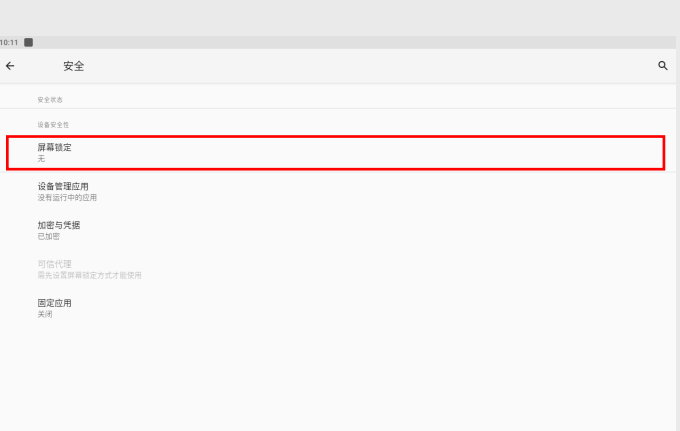 10:11
安全
安全状态
设备安全性
屏幕锁定
无
设备管理应用
没有运行中的应用
加密与凭据
已加密
可信代理
需先设置屏幕锁定方式才能使用
固定应用
关闭